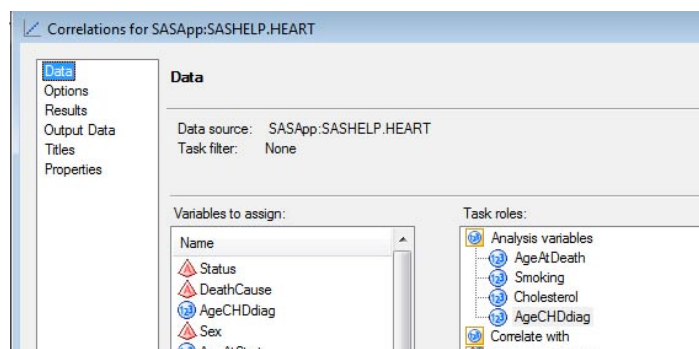 Correlations for SASApp:SASHELP.HEART
Data
Options
Results
Output Data
Titles
Properties
Data
Data source: SASApp:SASHELP.HEART
Task filter: None
Variables to assign:
Name
Status
DeathCause
AgeCHDdiag
Sex
Task roles:
Analysis variables
AgeAtDeath
Smoking
Cholesterol
AgeCHDdiag
Correlate with